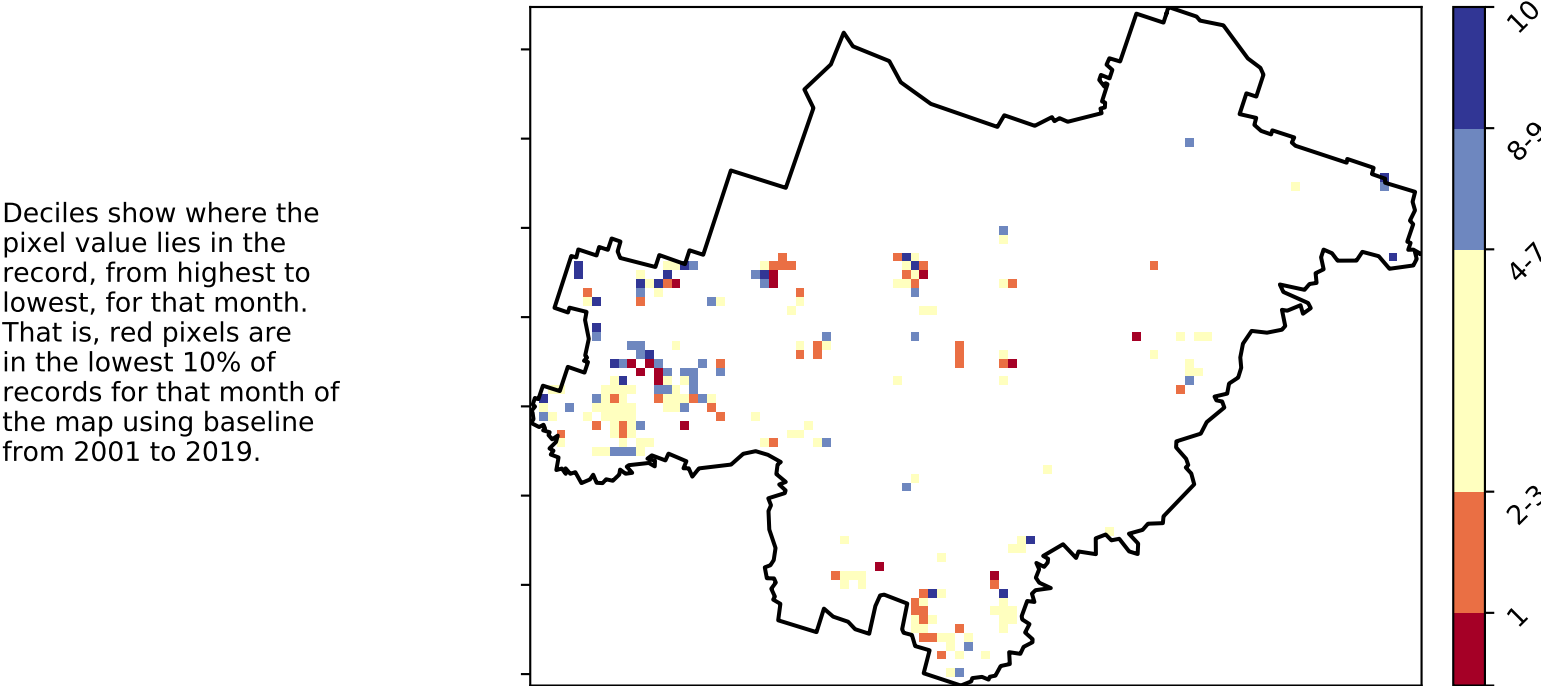 Deciles show where the
pixel value lies in the
record, from highest to
lowest, for that month.
That is, red pixels are
in the lowest 10% of
records for that month of
the map using baseline
from 2001 to 2019.
10
8-9
4-7
2-3
1